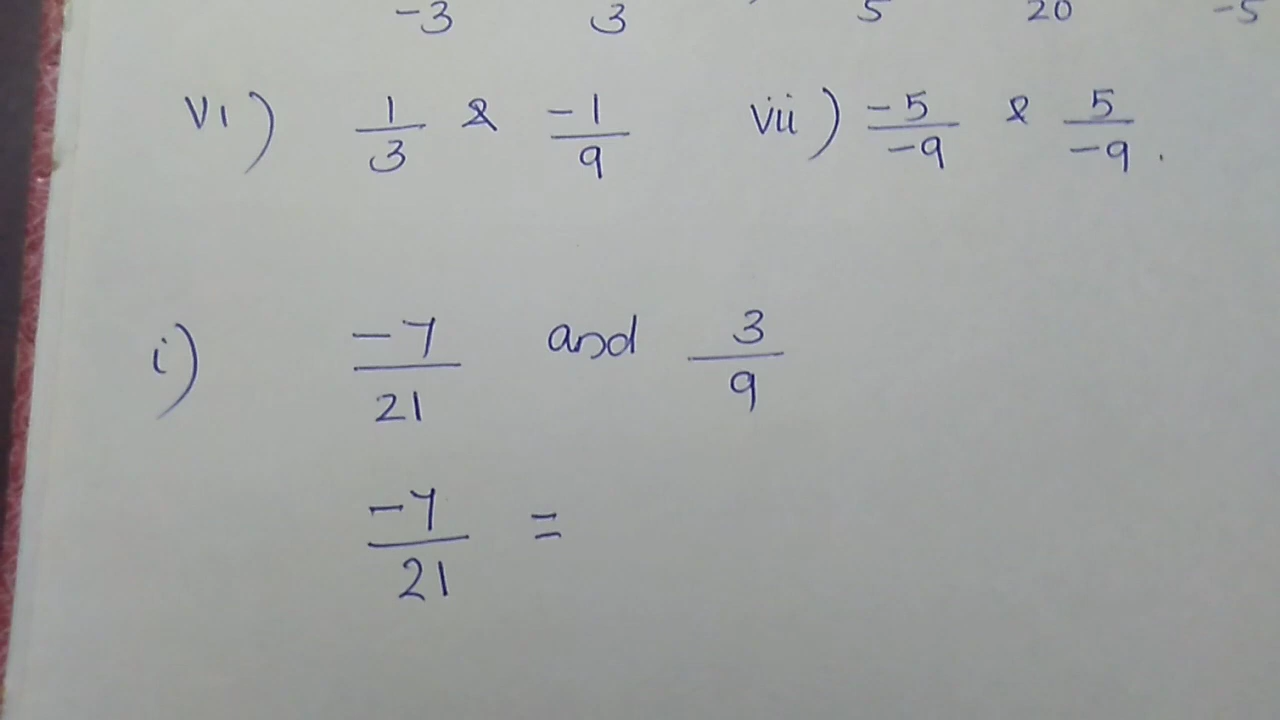 -3 3 5 20 -5
vi) 1/3 & -1/9 vii) -5/-9 & 5/-9.
i) -7/21 and 3/9
-7/21 =